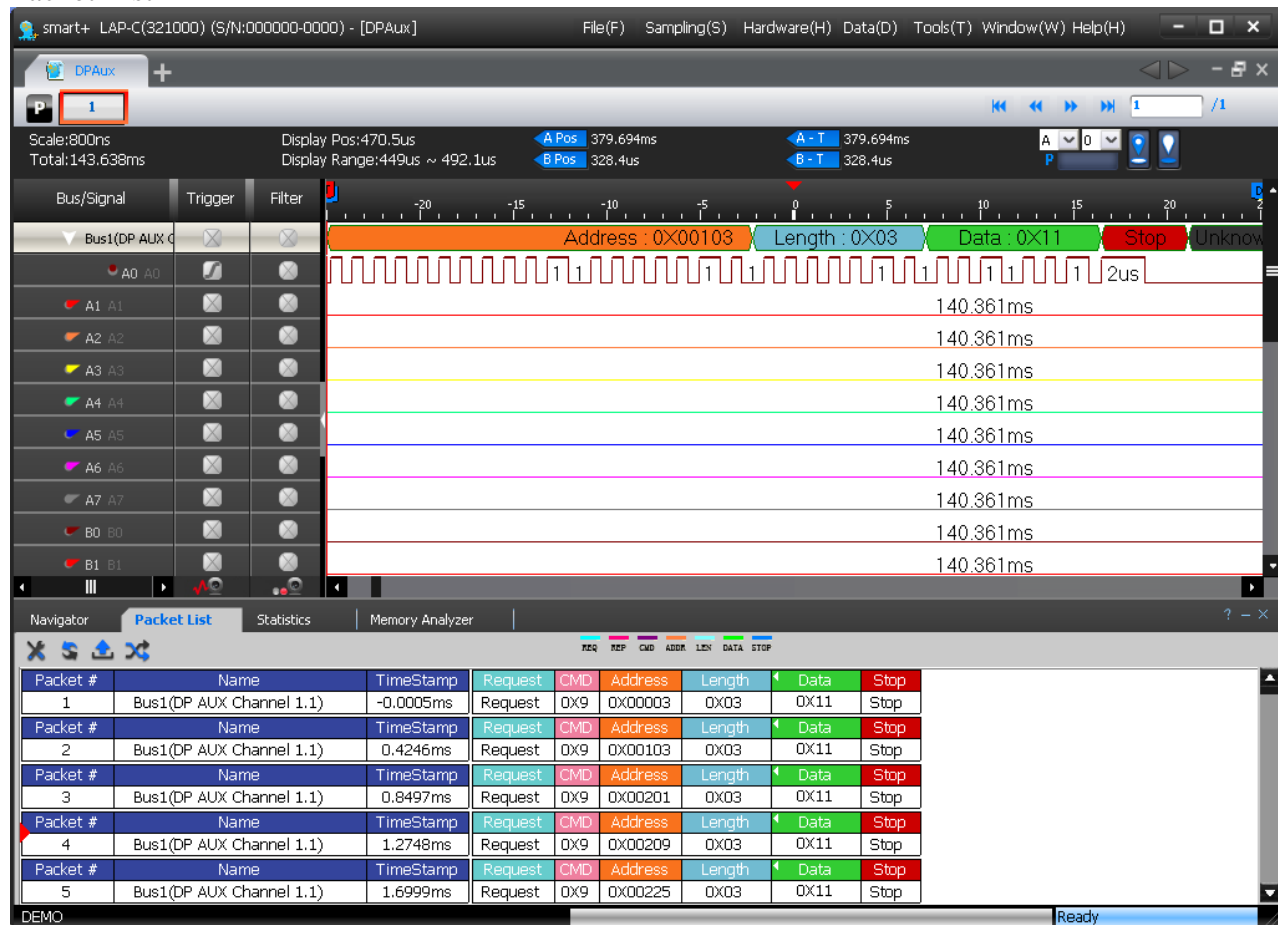 smart+ LAP-C(321000) (S/N:000000-0000) - [DPAux] File(F) Sampling(S) Hardware(H) Data(D) Tools(T) Window(W) Help(H)
DPAux
P 1 1 /1
Scale:800ns Display Pos:470.5us A Pos 379.694ms A - T 379.694ms A 0
Total:143.638ms Display Range:449us ~ 492.1us B Pos 328.4us B - T 328.4us P
Bus/Signal Trigger Filter -20 -15 -10 -5 0 5 10 15 20
Bus1(DP AUX C Address : 0X00103 Length : 0X03 Data : 0X11 Stop Unknow
A0 A0 1 1 1 1 1 1 1 1 1 2us
A1 A1 140.361ms
A2 A2 140.361ms
A3 A3 140.361ms
A4 A4 140.361ms
A5 A5 140.361ms
A6 A6 140.361ms
A7 A7 140.361ms
B0 B0 140.361ms
B1 B1 140.361ms
Navigator Packet List Statistics Memory Analyzer
REQ REP CMD ADDR LEN DATA STOP
Packet # Name TimeStamp Request CMD Address Length Data Stop
1 Bus1(DP AUX Channel 1.1) -0.0005ms Request 0X9 0X00003 0X03 0X11 Stop
Packet # Name TimeStamp Request CMD Address Length Data Stop
2 Bus1(DP AUX Channel 1.1) 0.4246ms Request 0X9 0X00103 0X03 0X11 Stop
Packet # Name TimeStamp Request CMD Address Length Data Stop
3 Bus1(DP AUX Channel 1.1) 0.8497ms Request 0X9 0X00201 0X03 0X11 Stop
Packet # Name TimeStamp Request CMD Address Length Data Stop
4 Bus1(DP AUX Channel 1.1) 1.2748ms Request 0X9 0X00209 0X03 0X11 Stop
Packet # Name TimeStamp Request CMD Address Length Data Stop
5 Bus1(DP AUX Channel 1.1) 1.6999ms Request 0X9 0X00225 0X03 0X11 Stop
DEMO Ready